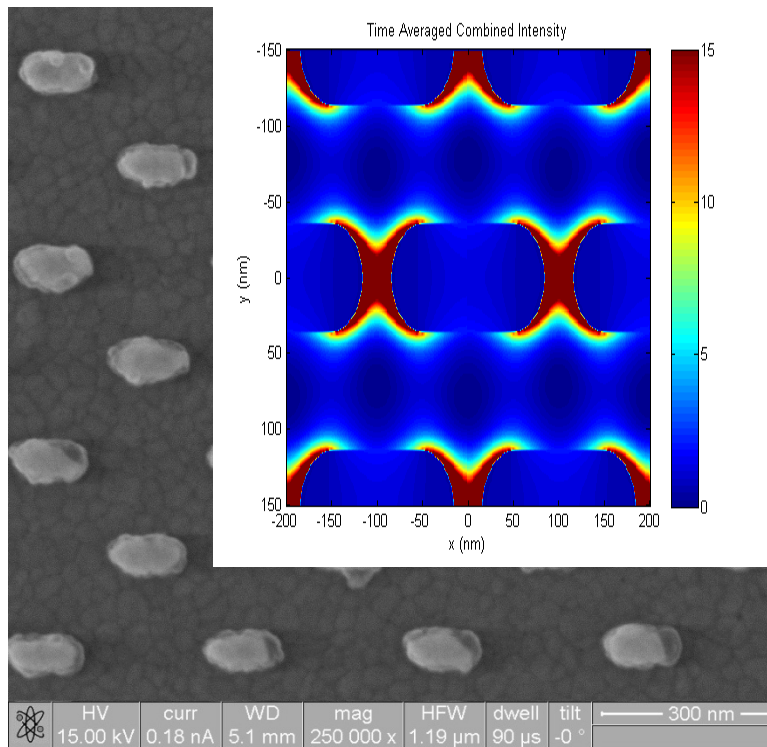 Time Averaged Combined Intensity
-150
-100
-50
0
50
100
150
y (nm)
-200 -150 -100 -50 0 50 100 150 200
x (nm)
15
10
5
0
HV curr WD mag HFW dwell tilt
15.00 kV 0.18 nA 5.1 mm 250 000 x 1.19 µm 90 µs -0 °
300 nm